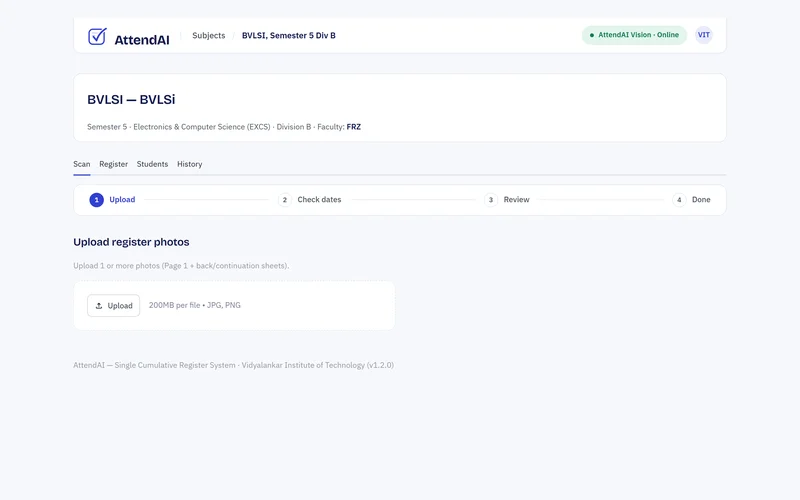 AttendAI
Subjects / BVLSI, Semester 5 Div B
AttendAI Vision · Online
VIT
BVLSI — BVLSi
Semester 5 · Electronics & Computer Science (EXCS) · Division B · Faculty: FRZ
Scan Register Students History
1 Upload 2 Check dates 3 Review 4 Done
Upload register photos
Upload 1 or more photos (Page 1 + back/continuation sheets).
Upload 200MB per file • JPG, PNG
AttendAI — Single Cumulative Register System · Vidyalankar Institute of Technology (v1.2.0)